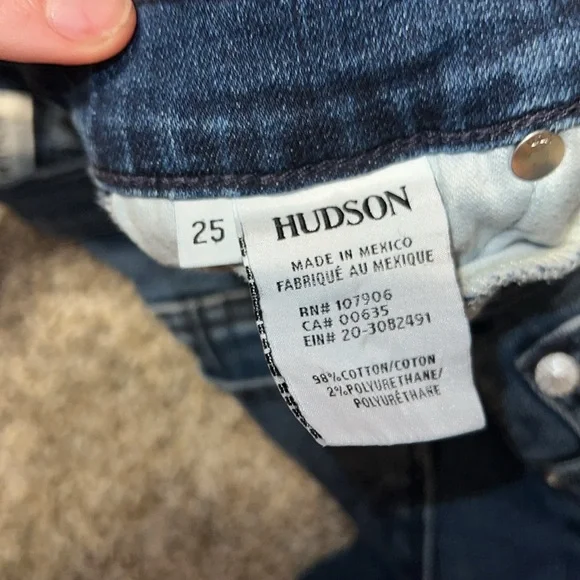 25
HUDSON
MADE IN MEXICO
FABRIQUÉ AU MEXIQUE
RN# 107906
CA# 00635
EIN# 20-3082491
98%COTTON/COTON
2%POLYURETHANE/
POLYURÉTHANE